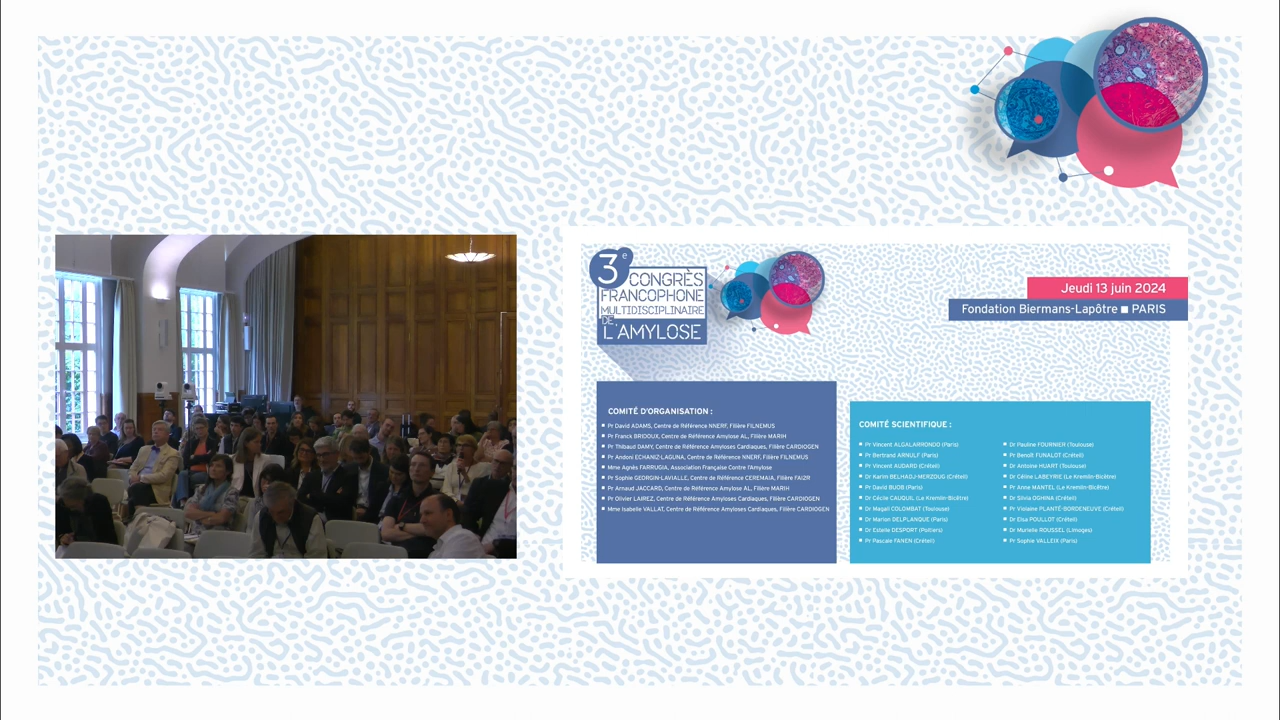 3e
CONGRÈS
FRANCOPHONE
MULTIDISCIPLINAIRE
DE
L'AMYLOSE
Jeudi 13 juin 2024
Fondation Biermans-Lapôtre ■ PARIS
COMITÉ D'ORGANISATION :
Pr David ADAMS, Centre de Référence NNERF, Filière FILNEMUS
Pr Franck BRIDOUX, Centre de Référence Amylose AL, Filière MARIH
Pr Thibaud DAMY, Centre de Référence Amyloses Cardiaques, Filière CARDIOGEN
Pr Andoni ECHANIZ-LAGUNA, Centre de Référence NNERF, Filière FILNEMUS
Mme Agnès FARRUGIA, Association Française Contre l'Amylose
Pr Sophie GEORGIN-LAVIALLE, Centre de Référence CEREMAIA, Filière FAI2R
Pr Arnaud JACCARD, Centre de Référence Amylose AL, Filière MARIH
Pr Olivier LAIREZ, Centre de Référence Amyloses Cardiaques, Filière CARDIOGEN
Mme Isabelle VALLAT, Centre de Référence Amyloses Cardiaques, Filière CARDIOGEN
COMITÉ SCIENTIFIQUE :
Pr Vincent ALGALARRONDO (Paris)
Pr Bertrand ARNULF (Paris)
Pr Vincent AUDARD (Créteil)
Dr Karim BELHADJ-MERZOUG (Créteil)
Pr David BUOB (Paris)
Dr Cécile CAUQUIL (Le Kremlin-Bicêtre)
Dr Magali COLOMBAT (Toulouse)
Dr Marion DELPLANQUE (Paris)
Dr Estelle DESPORT (Poitiers)
Pr Pascale FANEN (Créteil)
Dr Pauline FOURNIER (Toulouse)
Pr Benoît FUNALOT (Créteil)
Dr Antoine HUART (Toulouse)
Dr Céline LABEYRIE (Le Kremlin-Bicêtre)
Pr Anne MANTEL (Le Kremlin-Bicêtre)
Dr Silvia OGHINA (Créteil)
Pr Violaine PLANTÉ-BORDENEUVE (Créteil)
Dr Elsa POULLOT (Créteil)
Dr Murielle ROUSSEL (Limoges)
Pr Sophie VALLEIX (Paris)